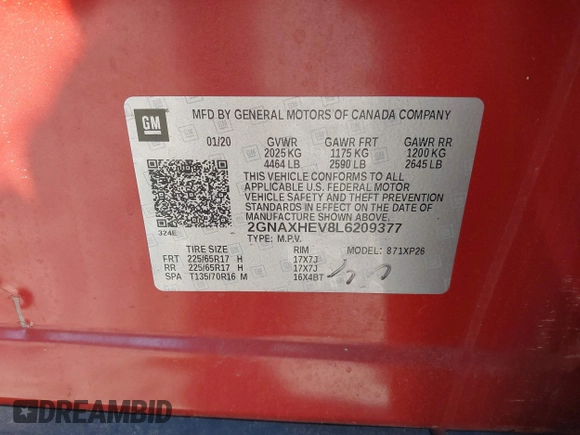 GM
MFD BY GENERAL MOTORS OF CANADA COMPANY
01/20 GVWR GAWR FRT GAWR RR
2025 KG 1175 KG 1200 KG
4464 LB 2590 LB 2645 LB
THIS VEHICLE CONFORMS TO ALL
APPLICABLE U.S. FEDERAL MOTOR
VEHICLE SAFETY AND THEFT PREVENTION
STANDARDS IN EFFECT ON THE DATE OF
MANUFACTURE SHOWN ABOVE.
324E 2GNAXHEV8L6209377
TYPE: M.P.V.
TIRE SIZE RIM MODEL: 871XP26
FRT 225/65R17 H 17X7J
RR 225/65R17 H 17X7J
SPA T135/70R16 M 16X4BT
DREAMBID